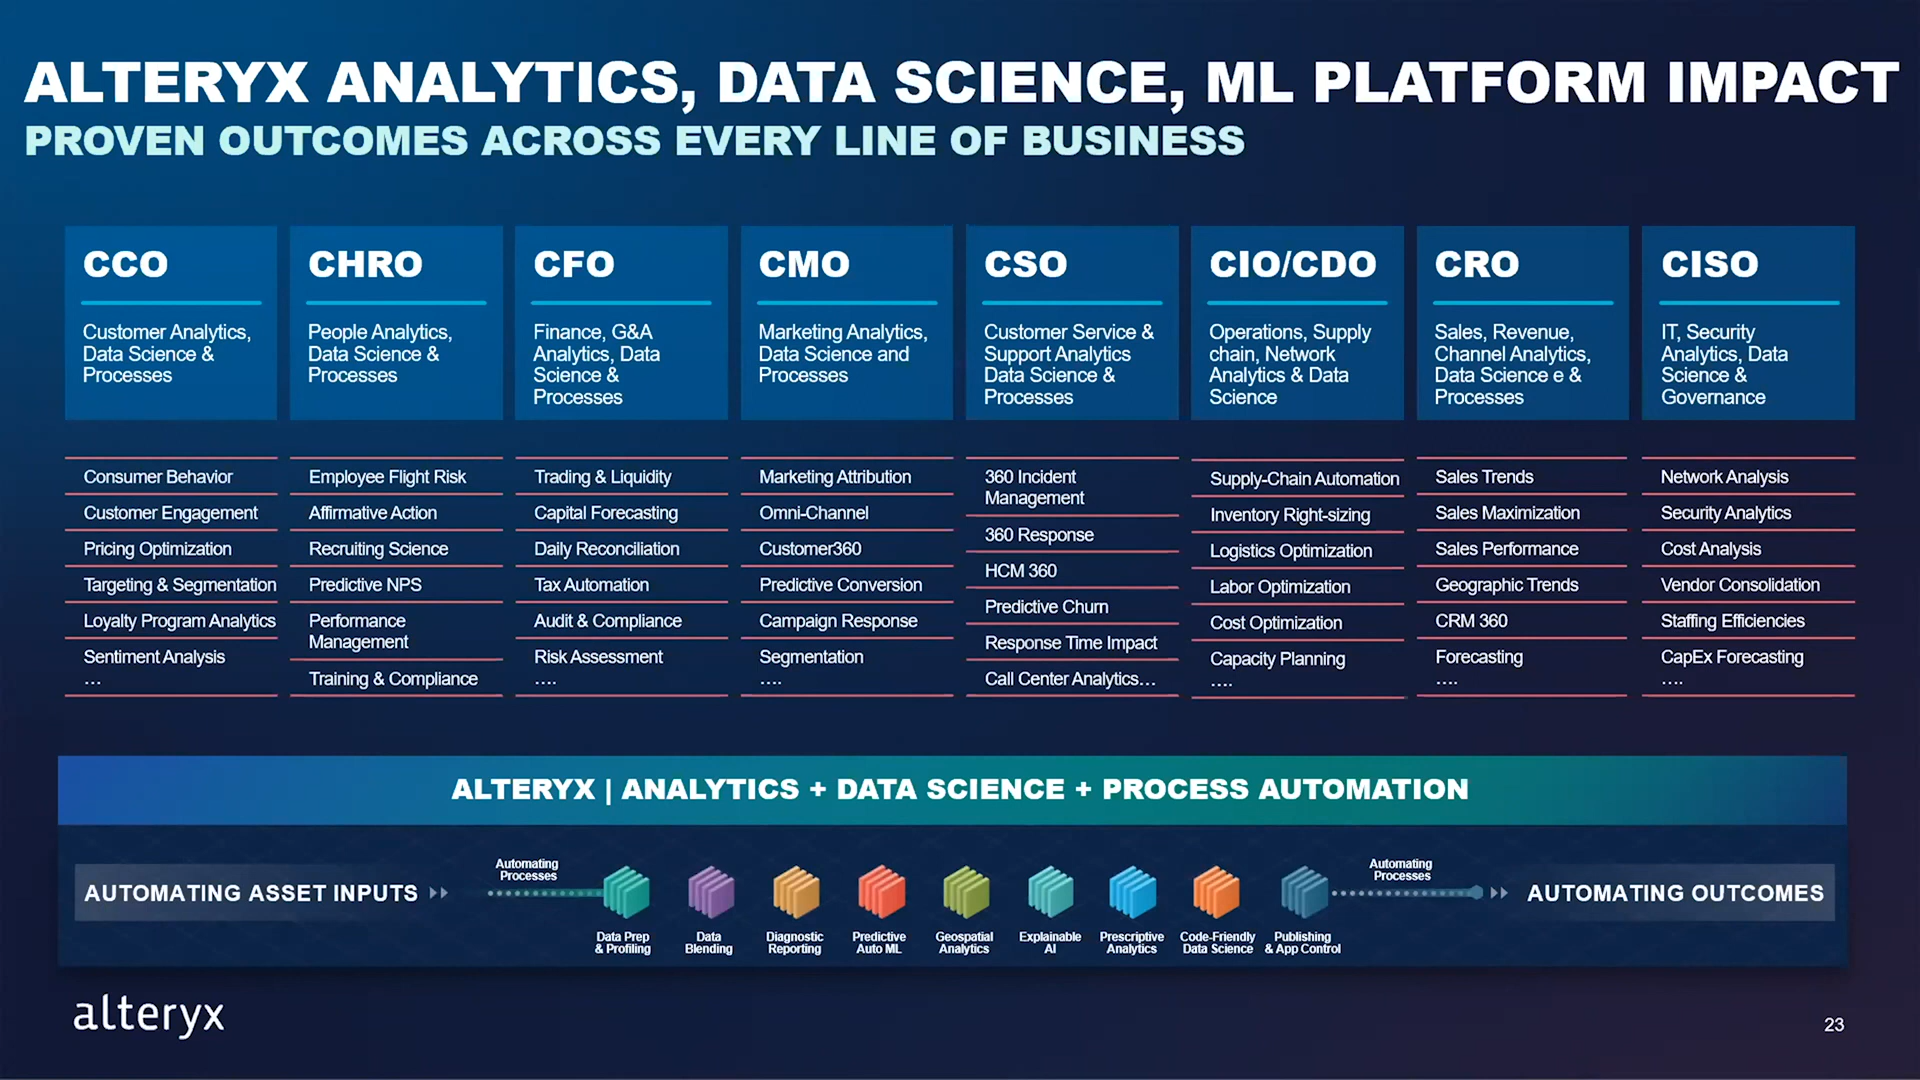 ALTERYX ANALYTICS, DATA SCIENCE, ML PLATFORM IMPACT
PROVEN OUTCOMES ACROSS EVERY LINE OF BUSINESS
CCO
Customer Analytics,
Data Science &
Processes
Consumer Behavior
Customer Engagement
Pricing Optimization
Targeting & Segmentation
Loyalty Program Analytics
Sentiment Analysis
...
CHRO
People Analytics,
Data Science &
Processes
Employee Flight Risk
Affirmative Action
Recruiting Science
Predictive NPS
Performance
Management
Training & Compliance
CFO
Finance, G&A
Analytics, Data
Science &
Processes
Trading & Liquidity
Capital Forecasting
Daily Reconciliation
Tax Automation
Audit & Compliance
Risk Assessment
....
CMO
Marketing Analytics,
Data Science and
Processes
Marketing Attribution
Omni-Channel
Customer360
Predictive Conversion
Campaign Response
Segmentation
....
CSO
Customer Service &
Support Analytics
Data Science &
Processes
360 Incident
Management
360 Response
HCM 360
Predictive Churn
Response Time Impact
Call Center Analytics...
CIO/CDO
Operations, Supply
chain, Network
Analytics & Data
Science
Supply-Chain Automation
Inventory Right-sizing
Logistics Optimization
Labor Optimization
Cost Optimization
Capacity Planning
....
CRO
Sales, Revenue,
Channel Analytics,
Data Science e &
Processes
Sales Trends
Sales Maximization
Sales Performance
Geographic Trends
CRM 360
Forecasting
....
CISO
IT, Security
Analytics, Data
Science &
Governance
Network Analysis
Security Analytics
Cost Analysis
Vendor Consolidation
Staffing Efficiencies
CapEx Forecasting
....
ALTERYX | ANALYTICS + DATA SCIENCE + PROCESS AUTOMATION
AUTOMATING ASSET INPUTS
Automating
Processes
Data Prep
& Profiling
Data
Blending
Diagnostic
Reporting
Predictive
Auto ML
Geospatial
Analytics
Explainable
AI
Prescriptive
Analytics
Code-Friendly
Data Science
Publishing
& App Control
Automating
Processes
AUTOMATING OUTCOMES
alteryx
23